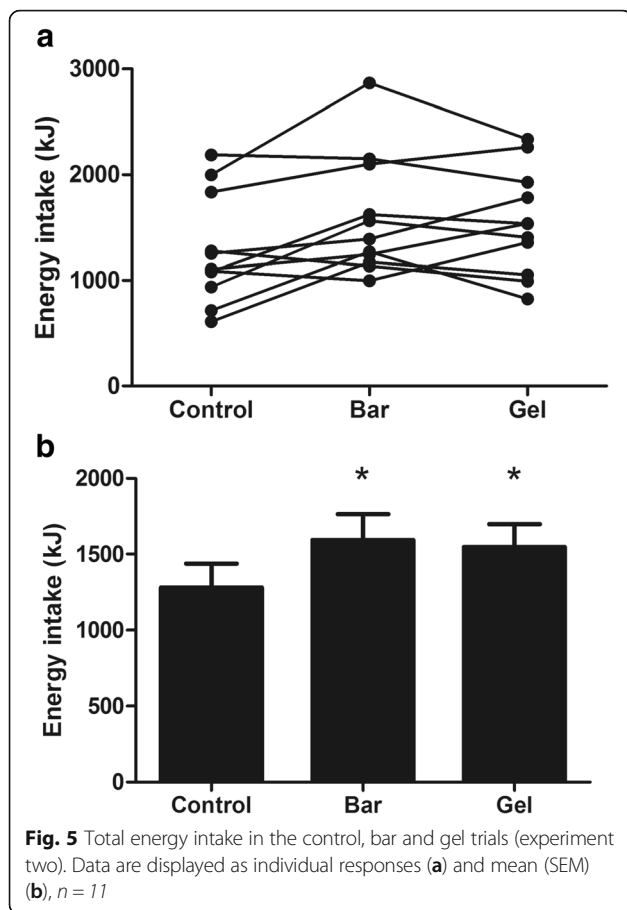 a
3000
2000
1000
0
Energy intake (kJ)
Control Bar Gel
b
* *
2000
1500
1000
500
0
Energy intake (kJ)
Control Bar Gel
Fig. 5 Total energy intake in the control, bar and gel trials (experiment
two). Data are displayed as individual responses (a) and mean (SEM)
(b), n = 11